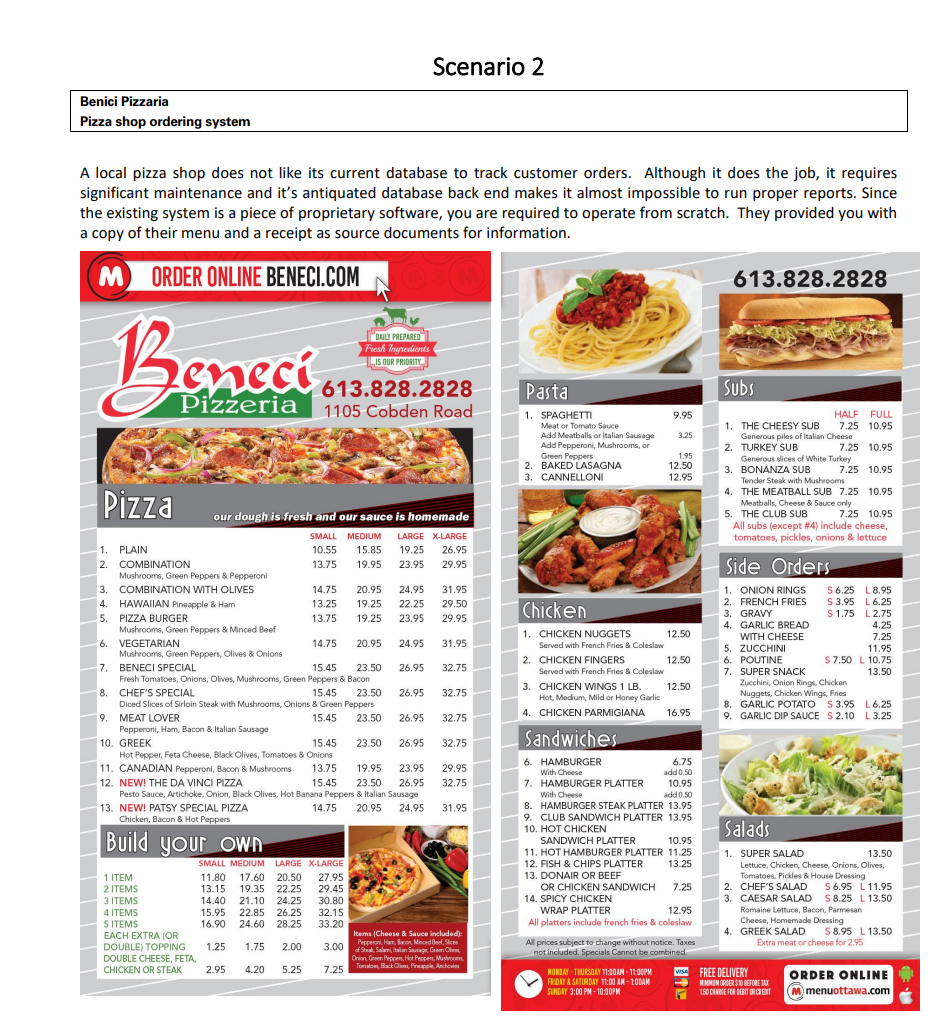 Scenario 2
Benici Pizzaria
Pizza shop ordering system
A local pizza shop does not like its current database to track customer orders. Although it does the job, it requires
significant maintenance and it's antiquated database back end makes it almost impossible to run proper reports. Since
the existing system is a piece of proprietary software, you are required to operate from scratch. They provided you with
a copy of their menu and a receipt as source documents for information.
M ORDER ONLINE BENECI.COM
DAILY PREPARED
Fresh Ingredients
IS OUR PRIORITY
Beneci
Pizzeria
613.828.2828
1105 Cobden Road
Pizza
our dough is fresh and our sauce is homemade
SMALL MEDIUM LARGE X-LARGE
1. PLAIN 10.55 15.85 19.25 26.95
2. COMBINATION 13.75 19.95 23.95 29.95
Mushrooms, Green Peppers & Pepperoni
3. COMBINATION WITH OLIVES 14.75 20.95 24.95 31.95
4. HAWAIIAN Pineapple & Ham 13.25 19.25 22.25 29.50
5. PIZZA BURGER 13.75 19.25 23.95 29.95
Mushrooms, Green Peppers & Minced Beef
6. VEGETARIAN 14.75 20.95 24.95 31.95
Mushrooms, Green Peppers, Olives & Onions
7. BENECI SPECIAL 15.45 23.50 26.95 32.75
Fresh Tomatoes, Onions, Olives, Mushrooms, Green Peppers & Bacon
8. CHEF'S SPECIAL 15.45 23.50 26.95 32.75
Diced Slices of Sirloin Steak with Mushrooms, Onions & Green Peppers
9. MEAT LOVER 15.45 23.50 26.95 32.75
Pepperoni, Ham, Bacon & Italian Sausage
10. GREEK 15.45 23.50 26.95 32.75
Hot Pepper, Feta Cheese, Black Olives, Tomatoes & Onions
11. CANADIAN Pepperoni, Bacon & Mushrooms 13.75 19.95 23.95 29.95
12. NEW! THE DA VINCI PIZZA 15.45 23.50 26.95 32.75
Pesto Sauce, Artichoke, Onion, Black Olives, Hot Banana Peppers & Italian Sausage
13. NEW! PATSY SPECIAL PIZZA 14.75 20.95 24.95 31.95
Chicken, Bacon & Hot Peppers
Build your own
SMALL MEDIUM LARGE X-LARGE
1 ITEM 11.80 17.60 20.50 27.95
2 ITEMS 13.15 19.35 22.25 29.45
3 ITEMS 14.40 21.10 24.25 30.80
4 ITEMS 15.95 22.85 26.25 32.15
5 ITEMS 16.90 24.60 28.25 33.20
EACH EXTRA (OR
DOUBLE) TOPPING 1.25 1.75 2.00 3.00
DOUBLE CHEESE, FETA,
CHICKEN OR STEAK 2.95 4.20 5.25 7.25
Items (Cheese & Sauce included):
Pepperoni, Ham, Bacon, Minced Beef, Slices
of Steak, Salami, Italian Sausage, Green Olives,
Onion, Green Peppers, Hot Peppers, Mushrooms,
Tomatoes, Black Olives, Pineapple, Anchovies
Pasta
1. SPAGHETTI 9.95
Meat or Tomato Sauce
Add Meatballs or Italian Sausage 3.25
Add Pepperoni, Mushrooms, or
Green Peppers 1.95
2. BAKED LASAGNA 12.50
3. CANNELLONI 12.95
Chicken
1. CHICKEN NUGGETS 12.50
Served with French Fries & Coleslaw
2. CHICKEN FINGERS 12.50
Served with French Fries & Coleslaw
3. CHICKEN WINGS 1 LB. 12.50
Hot, Medium, Mild or Honey Garlic
4. CHICKEN PARMIGIANA 16.95
Sandwiches
6. HAMBURGER 6.75
With Cheese add 0.50
7. HAMBURGER PLATTER 10.95
With Cheese add 0.50
8. HAMBURGER STEAK PLATTER 13.95
9. CLUB SANDWICH PLATTER 13.95
10. HOT CHICKEN
SANDWICH PLATTER 10.95
11. HOT HAMBURGER PLATTER 11.25
12. FISH & CHIPS PLATTER 13.25
13. DONAIR OR BEEF
OR CHICKEN SANDWICH 7.25
14. SPICY CHICKEN
WRAP PLATTER 12.95
All platters include french fries & coleslaw
All prices subject to change without notice. Taxes
not included. Specials Cannot be combined.
613.828.2828
Subs
HALF FULL
1. THE CHEESY SUB 7.25 10.95
Generous piles of Italian Cheese
2. TURKEY SUB 7.25 10.95
Generous slices of White Turkey
3. BONANZA SUB 7.25 10.95
Tender Steak with Mushrooms
4. THE MEATBALL SUB 7.25 10.95
Meatballs, Cheese & Sauce only
5. THE CLUB SUB 7.25 10.95
All subs (except #4) include cheese,
tomatoes, pickles, onions & lettuce
Side Orders
1. ONION RINGS S 6.25 L 8.95
2. FRENCH FRIES S 3.95 L 6.25
3. GRAVY S 1.75 L 2.75
4. GARLIC BREAD 4.25
WITH CHEESE 7.25
5. ZUCCHINI 11.95
6. POUTINE S 7.50 L 10.75
7. SUPER SNACK 13.50
Zucchini, Onion Rings, Chicken
Nuggets, Chicken Wings, Fries
8. GARLIC POTATO S 3.95 L 6.25
9. GARLIC DIP SAUCE S 2.10 L 3.25
Salads
1. SUPER SALAD 13.50
Lettuce, Chicken, Cheese, Onions, Olives,
Tomatoes, Pickles & House Dressing
2. CHEF'S SALAD S 6.95 L 11.95
3. CAESAR SALAD S 8.25 L 13.50
Romaine Lettuce, Bacon, Parmesan
Cheese, Homemade Dressing
4. GREEK SALAD S 8.95 L 13.50
Extra meat or cheese for 2.95
MONDAY - THURSDAY 11:00 AM - 11:00PM
FRIDAY & SATURDAY 11:00 AM - 1:00AM
SUNDAY 3:00 PM - 10:00PM
VISA
FREE DELIVERY
MINIMUM ORDER $10 BEFORE TAX
1.50 CHARGE FOR DEBIT OR CREDIT
ORDER ONLINE
M menuottawa.com